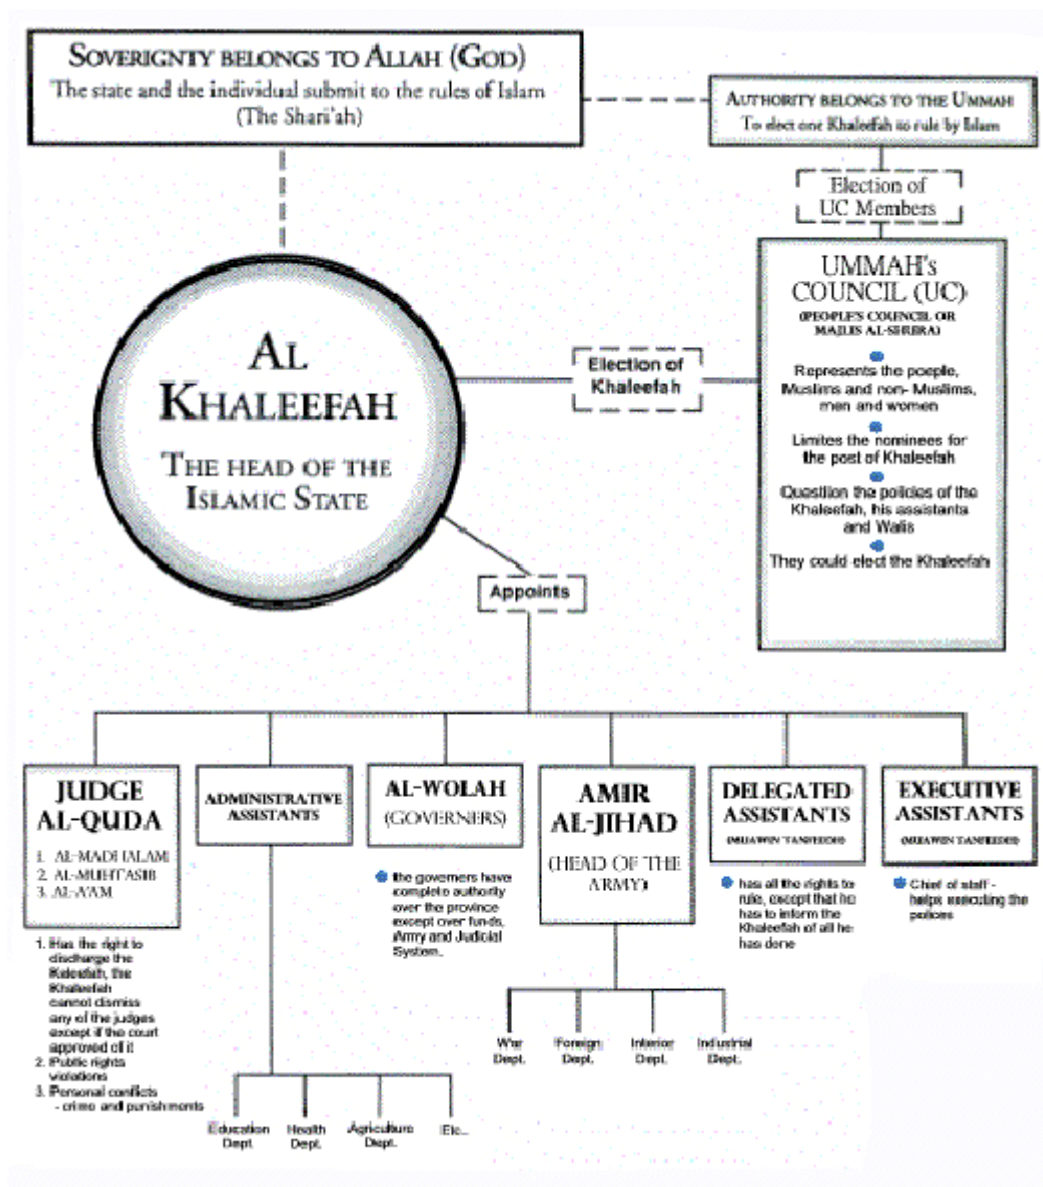 SOVERIGNTY BELONGS TO ALLAH (GOD)
The state and the individual submit to the rules of Islam
(The Shari'ah)
AUTHORITY BELONGS TO THE UMMAH
To elect one Khaleefah to rule by Islam
Election of
UC Members
UMMAH's
COUNCIL (UC)
(PEOPLE'S COUNCIL OR
MAJLIS AL-SHURA)
Represents the poeple,
Muslims and non- Muslims,
men and women
Limites the nominees for
the post of Khaleefah
Question the policies of the
Khaleefah, his assistants
and Walis
They could elect the Khaleefah
Election of
Khaleefah
AL
KHALEEFAH
THE HEAD OF THE
ISLAMIC STATE
Appoints
JUDGE
AL-QUDA
1. AL-MADHALAM
2. AL-MUHTASIB
3. AL-A'AM
1. Has the right to
discharge the
Kaleefah, the
Khaleefah
cannot dismiss
any of the judges
except if the court
approved of it
2. Public rights
violations
3. Personal conflicts
- crime and punishments
ADMINISTRATIVE
ASSISTANTS
Education
Dept.
Health
Dept.
Agriculture
Dept.
Etc..
AL-WOLAH
(GOVERNERS)
the governers have
complete authority
over the province
except over funds,
Army and Judicial
System.
AMIR
AL-JIHAD
(HEAD OF THE
ARMY)
War
Dept.
Foreign
Dept.
Interior
Dept.
Industrial
Dept.
DELEGATED
ASSISTANTS
(MUAWIN TANFEEDH)
has all the rights to
rule, except that he
has to inform the
Khaleefah of all he
has done
EXECUTIVE
ASSISTANTS
(MUAWIN TANFEEDH)
Chief of staff -
helps executing the
polices